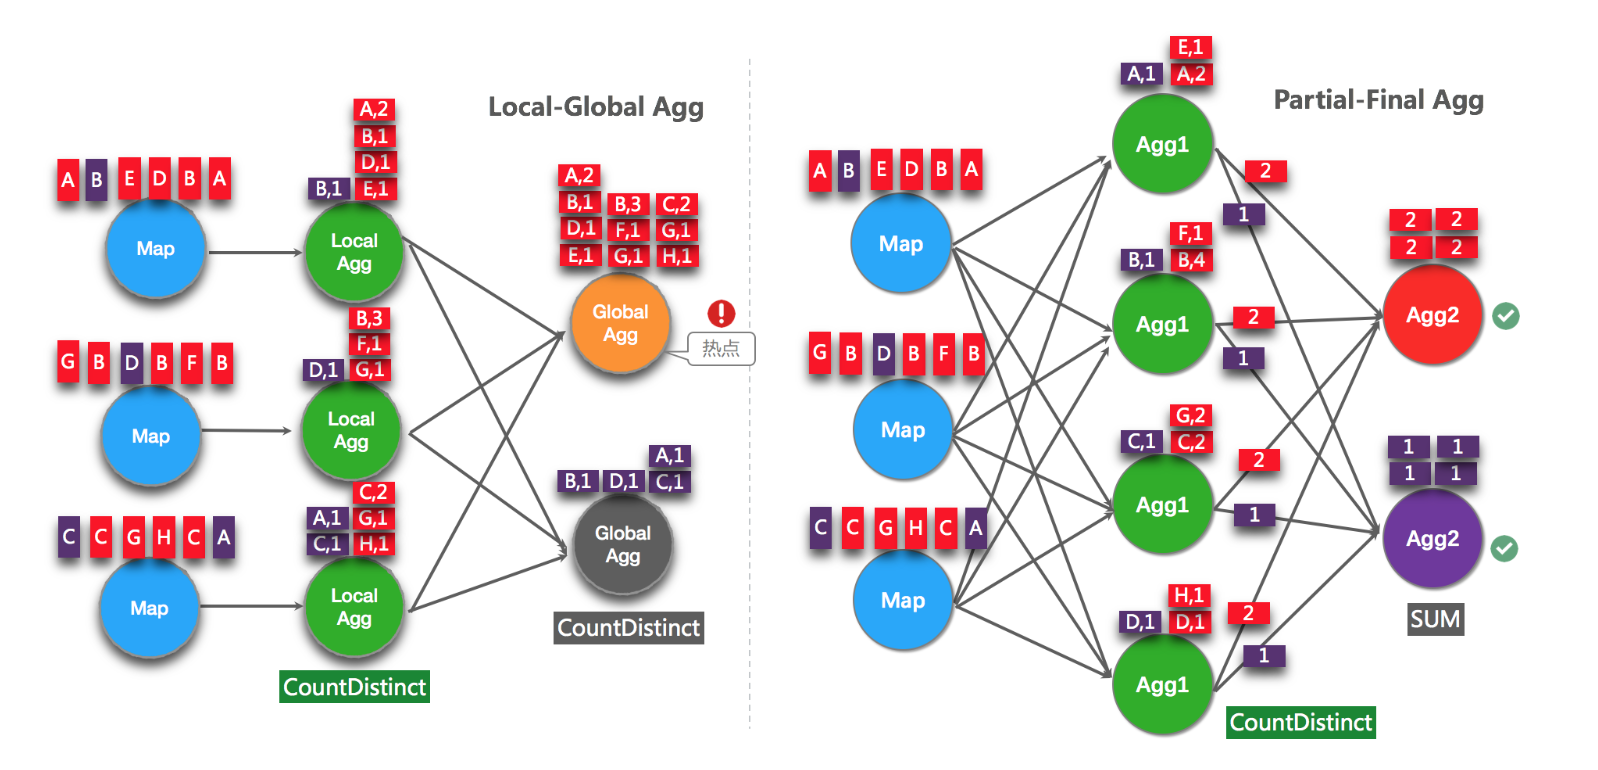 Local-Global Agg
A B E D B A
Map
A,2
B,1
D,1
B,1 E,1
Local
Agg
G B D B F B
Map
B,3
F,1
D,1 G,1
Local
Agg
C C G H C A
Map
C,2
A,1 G,1
C,1 H,1
Local
Agg
CountDistinct
A,2
B,1 B,3 C,2
D,1 F,1 G,1
E,1 G,1 H,1
Global
Agg
热点
A,1
B,1 D,1 C,1
Global
Agg
CountDistinct
Partial-Final Agg
A B E D B A
Map
G B D B F B
Map
C C G H C A
Map
E,1
A,1 A,2
Agg1
2
1
F,1
B,1 B,4
Agg1
2
1
G,2
C,1 C,2
Agg1
2
1
H,1
D,1 D,1
Agg1
2
1
CountDistinct
2 2
2 2
Agg2
1 1
1 1
Agg2
SUM